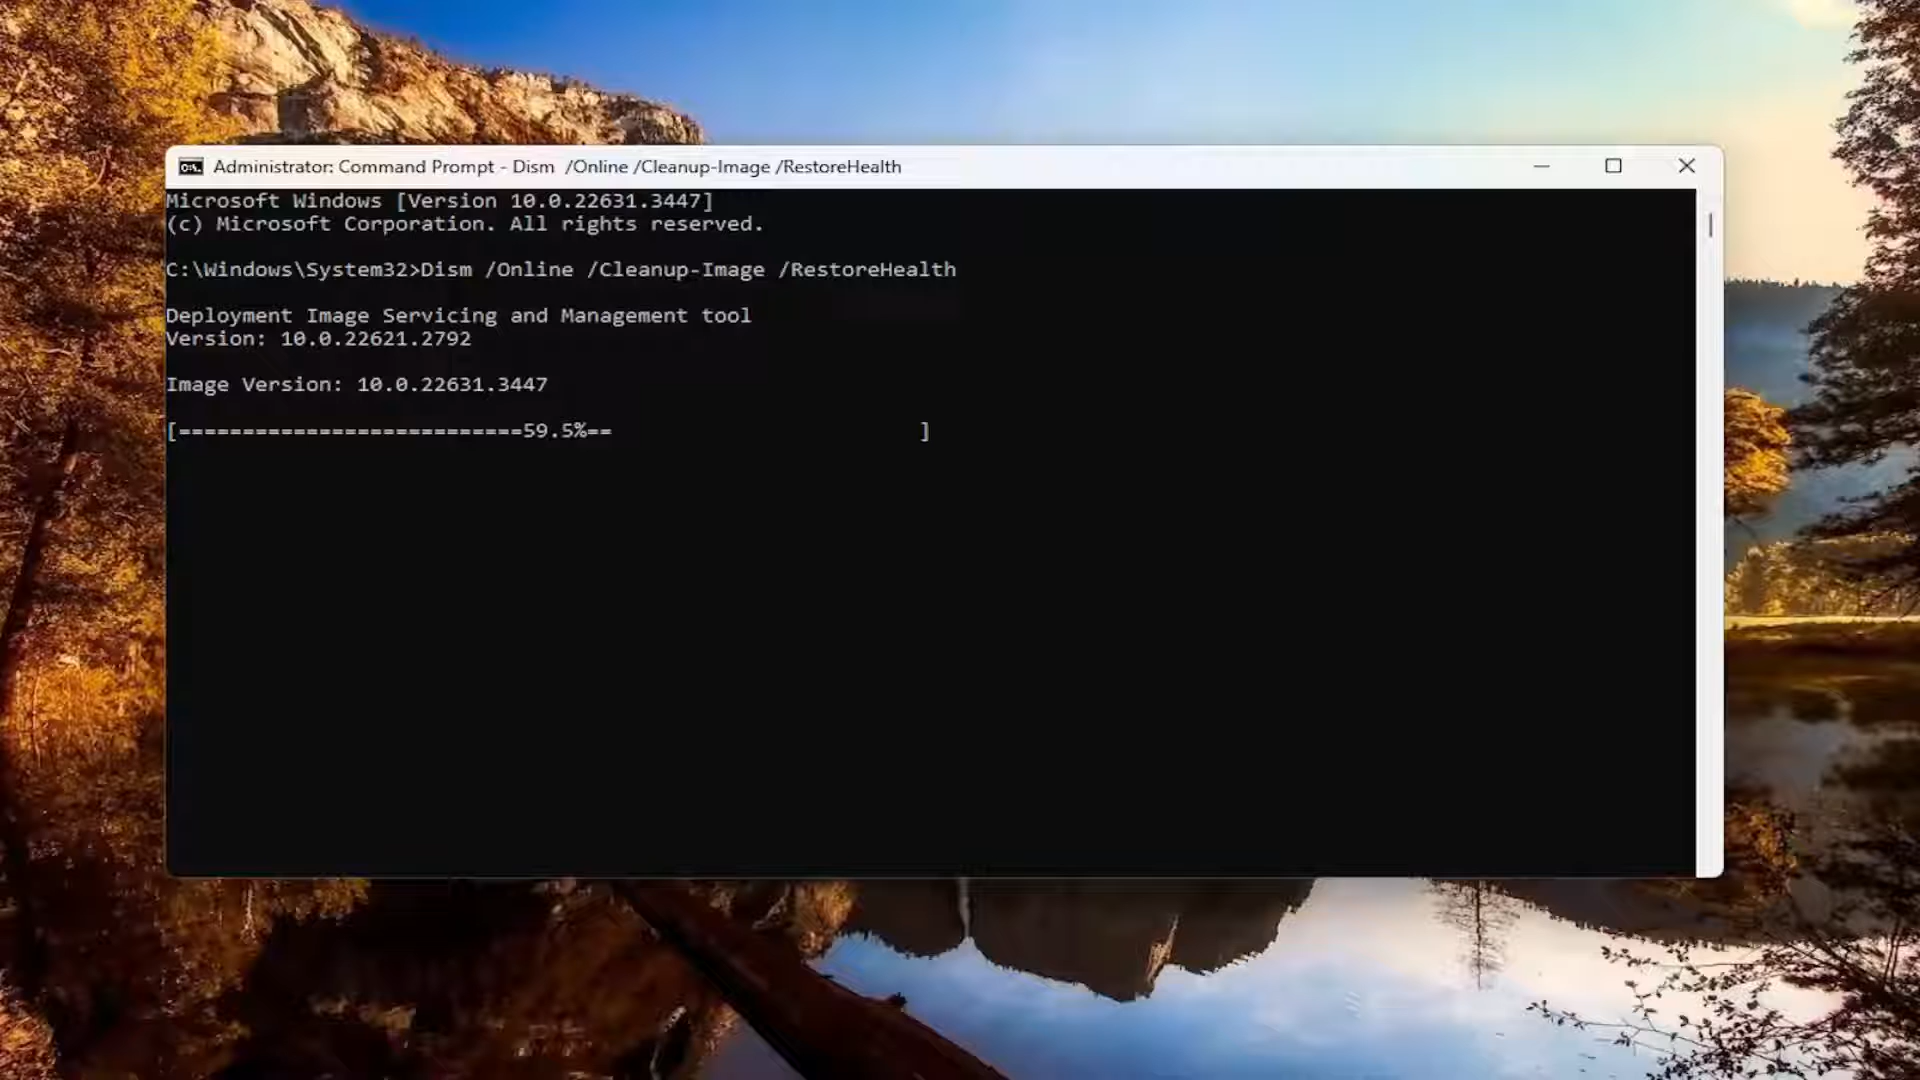 Administrator: Command Prompt - Dism  /Online /Cleanup-Image /RestoreHealth
Microsoft Windows [Version 10.0.22631.3447]
(c) Microsoft Corporation. All rights reserved.
C:\Windows\System32>Dism /Online /Cleanup-Image /RestoreHealth
Deployment Image Servicing and Management tool
Version: 10.0.22621.2792
Image Version: 10.0.22631.3447
[===========================59.5%==                        ]